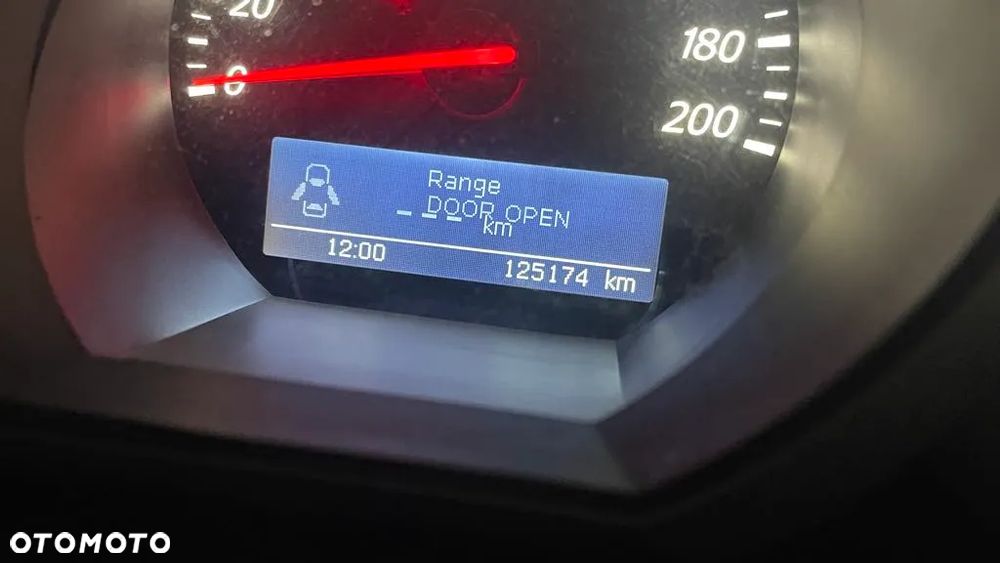 20
0
180
200
Range
DOOR OPEN
--- km
12:00
125174 km
OTOMOTO